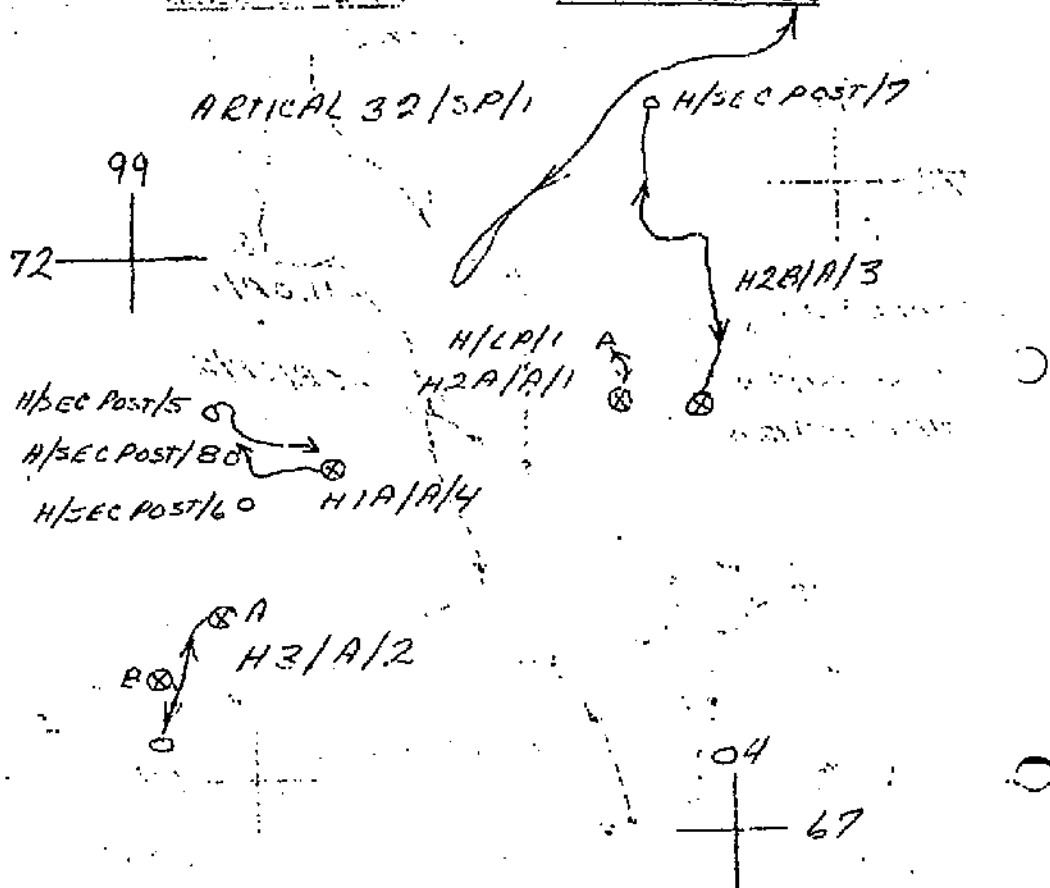 ARTICAL 32/SP/1
H/SEC POST/7
99
72
H2B/A/3
H/LP/1 A
H2A/A/1
H/SEC POST/5
H/SEC POST/8
H/SEC POST/6
H1A/A/4
A
H3/A/2
B
04
67